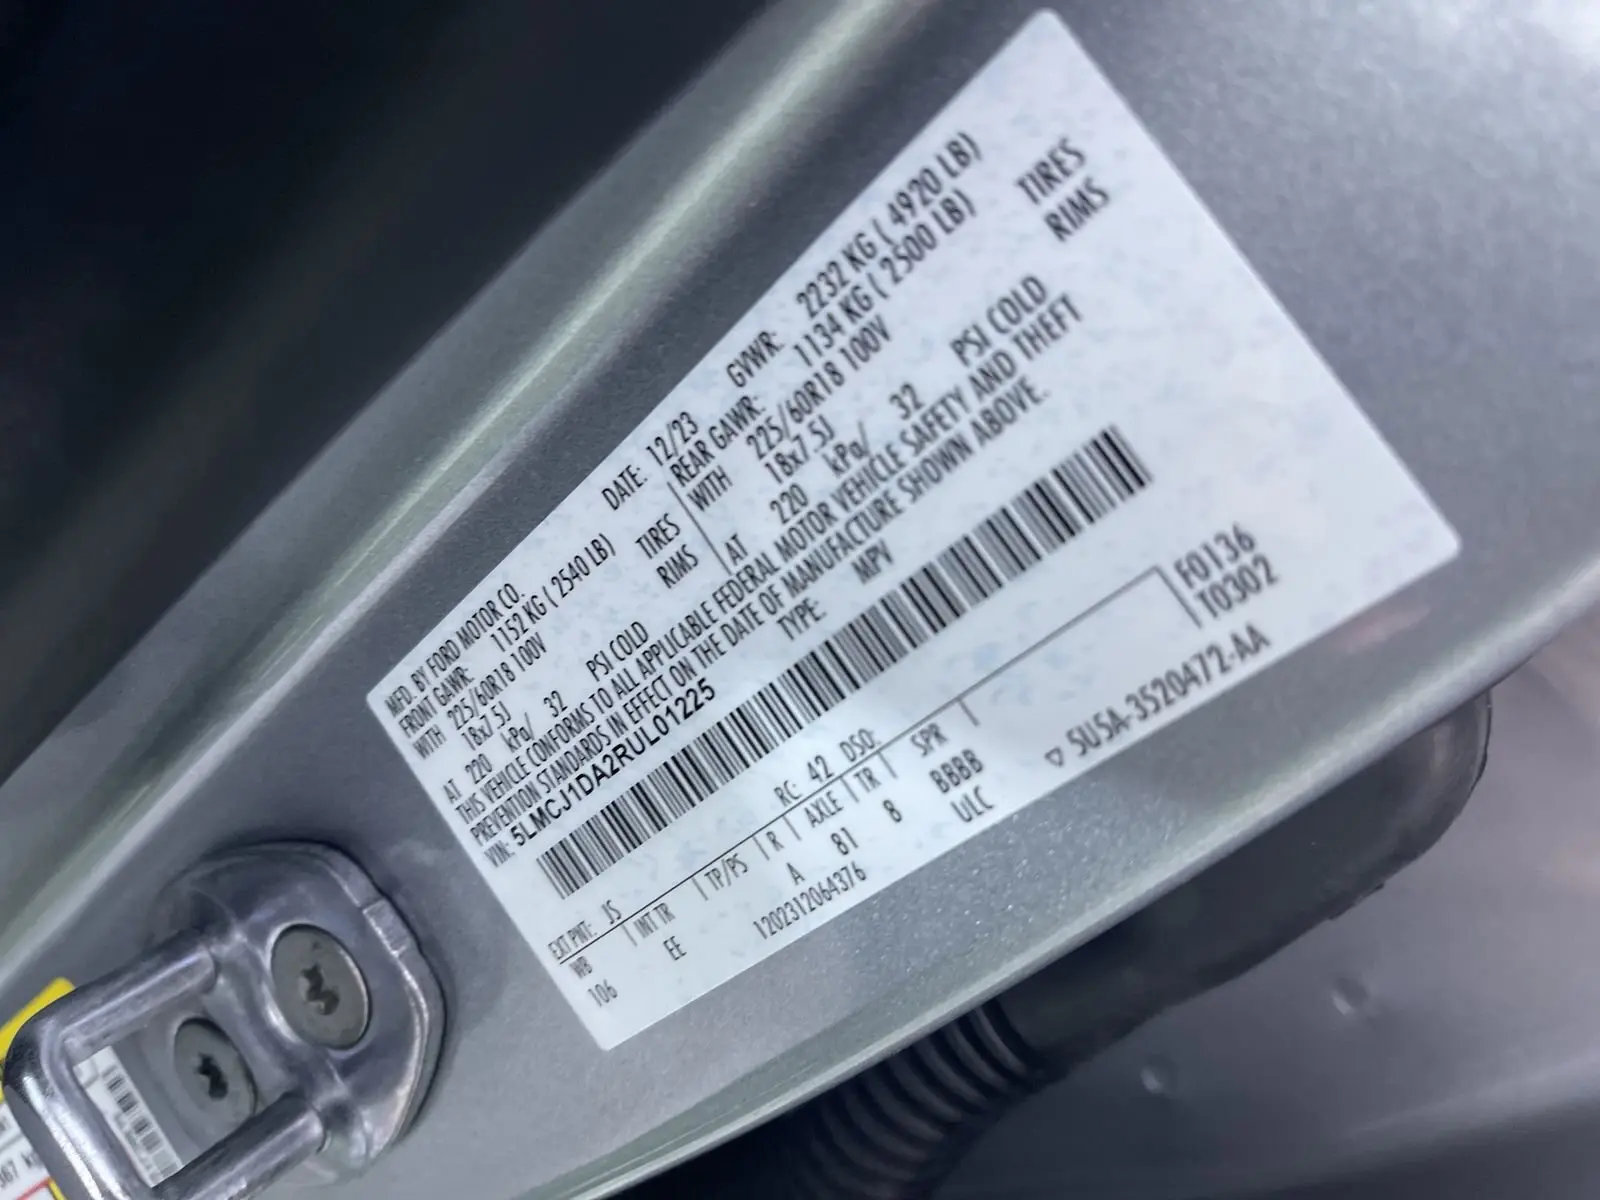 MFD. BY FORD MOTOR CO. DATE: 12/23 GVWR: 2232 KG ( 4920 LB)
FRONT GAWR: 1152 KG ( 2540 LB) REAR GAWR: 1134 KG ( 2500 LB)
WITH 225/60R18 100V TIRES WITH 225/60R18 100V TIRES
18x7.5J RIMS 18x7.5J RIMS
AT 220 kPa/ 32 PSI COLD AT 220 kPa/ 32 PSI COLD
THIS VEHICLE CONFORMS TO ALL APPLICABLE FEDERAL MOTOR VEHICLE SAFETY AND THEFT
PREVENTION STANDARDS IN EFFECT ON THE DATE OF MANUFACTURE SHOWN ABOVE.
VIN: 5LMCJ1DA2RUL01225 TYPE: MPV
F0136
T0302
EXT PNT: JS RC: 42 DSO:
WB INT TR TP/PS R AXLE TR SPR
106 EE A 81 8 BBBB
1202312064376 ULC
▽ 5U5A-3520472-AA